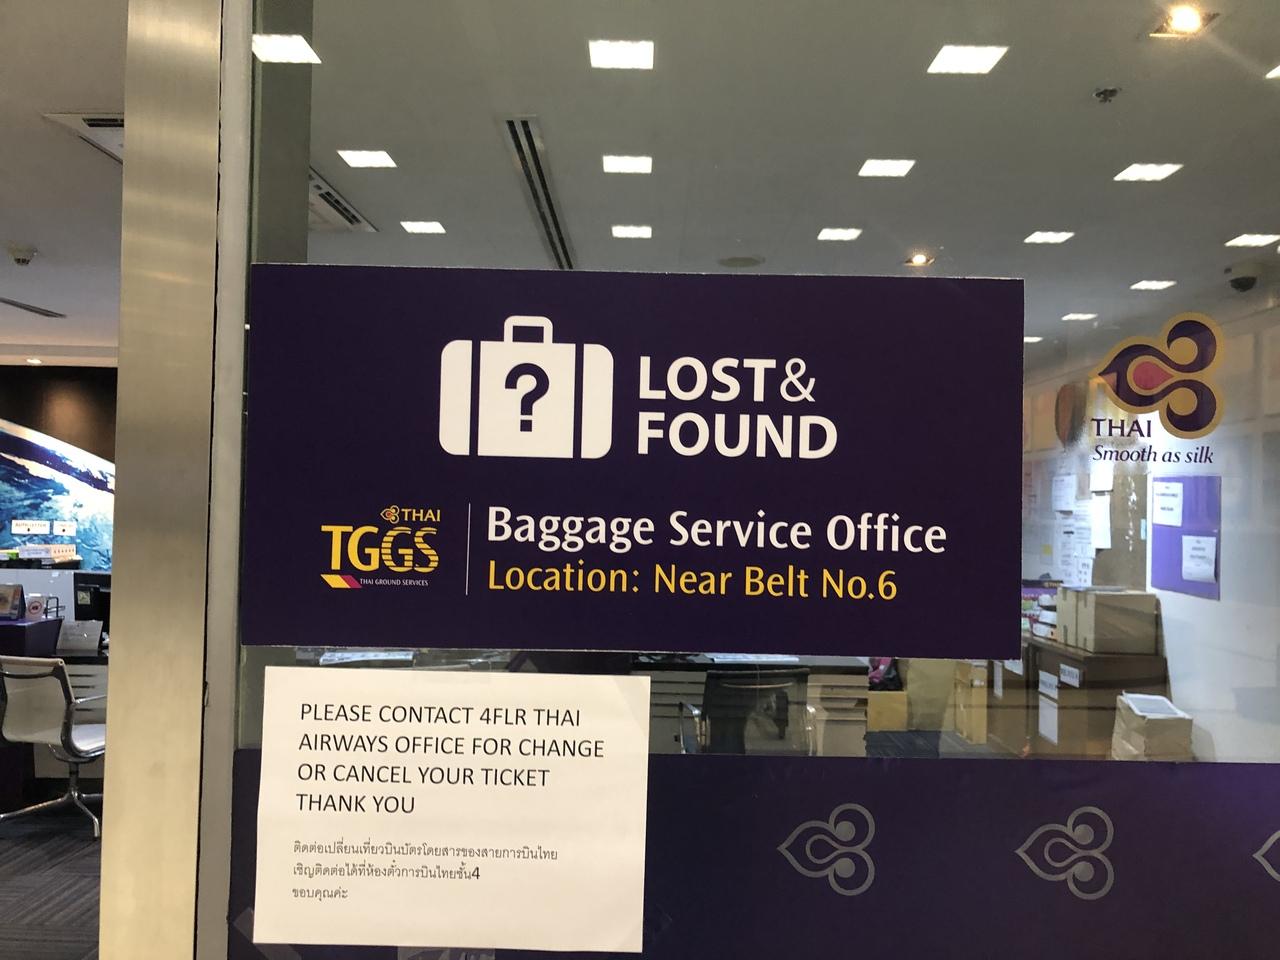 LOST&
FOUND
THAI
TGGS
THAI GROUND SERVICES
Baggage Service Office
Location: Near Belt No.6
THAI
Smooth as silk
PLEASE CONTACT 4FLR THAI
AIRWAYS OFFICE FOR CHANGE
OR CANCEL YOUR TICKET
THANK YOU
ติดต่อเปลี่ยนเที่ยวบินบัตรโดยสารของสายการบินไทย
เชิญติดต่อได้ที่ห้องตั๋วการบินไทยชั้น4
ขอบคุณค่ะ